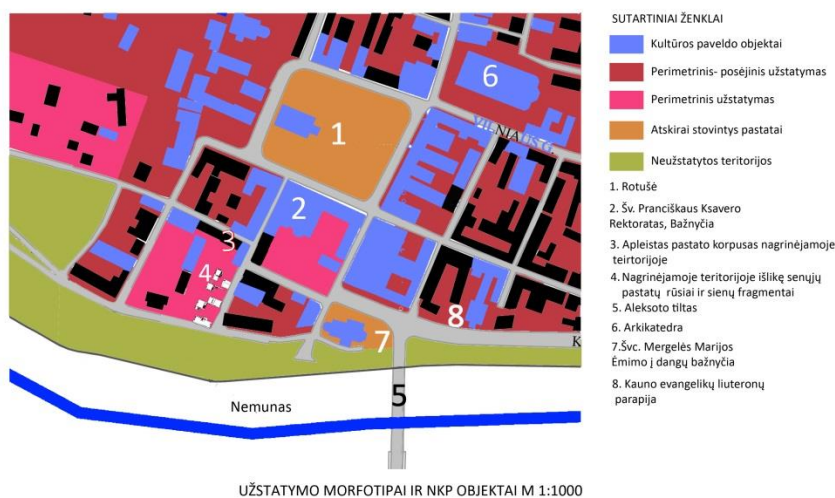 SUTARTINIAI ŽENKLAI
Kultūros paveldo objektai
Perimetrinis- posėjinis užstatymas
Perimetrinis užstatymas
Atskirai stovintys pastatai
Neužstatytos teritorijos
1. Rotušė
2. Šv. Pranciškaus Ksavero
Rektoratas, Bažnyčia
3. Apleistas pastato korpusas nagrinėjamoje
teirtorijoje
4. Nagrinėjamoje teritorijoje išlikę senųjų
pastatų rūsiai ir sienų fragmentai
5. Aleksoto tiltas
6. Arkikatedra
7.Švc. Mergelės Marijos
Ėmimo į dangų bažnyčia
8. Kauno evangelikų liuteronų
parapija
6
VILNIAUS G.
1
2
3
4
8
K
7
5
Nemunas
UŽSTATYMO MORFOTIPAI IR NKP OBJEKTAI M 1:1000